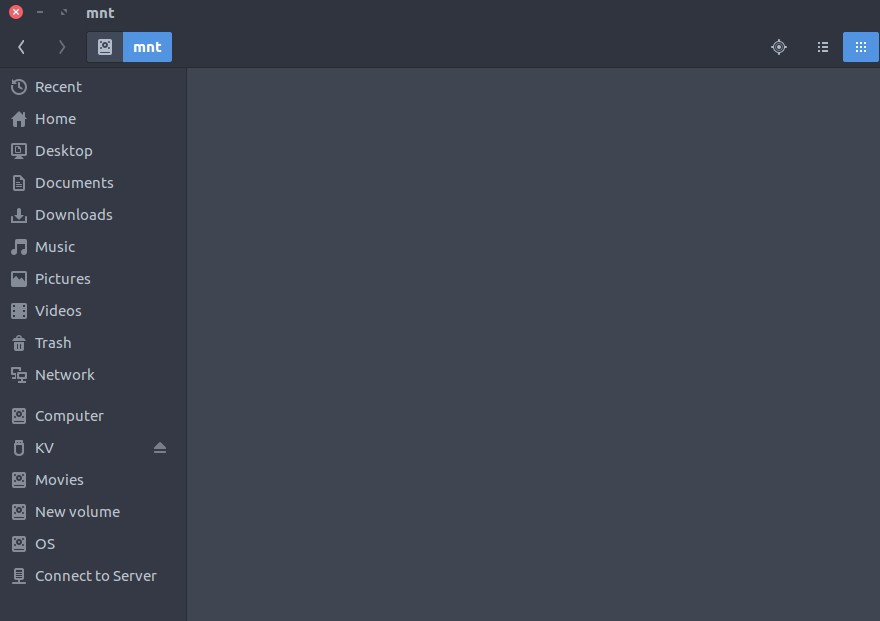 mnt
mnt
Recent
Home
Desktop
Documents
Downloads
Music
Pictures
Videos
Trash
Network
Computer
KV
Movies
New volume
OS
Connect to Server